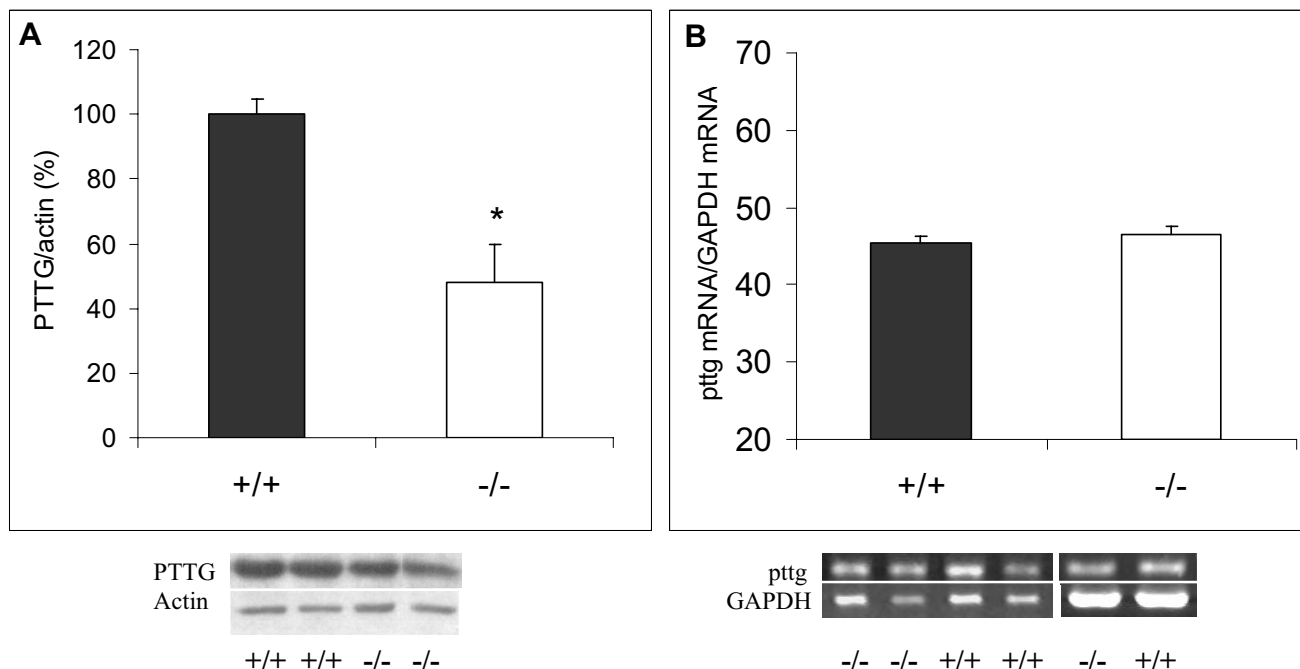 A
PTTG/actin (%)
120
100
80
60
40
20
0
*
+/+ -/-
PTTG
Actin
+/+ +/+ -/- -/-
B
pttg mRNA/GAPDH mRNA
70
60
50
40
30
20
+/+ -/-
pttg
GAPDH
-/- -/- +/+ +/+ -/- +/+